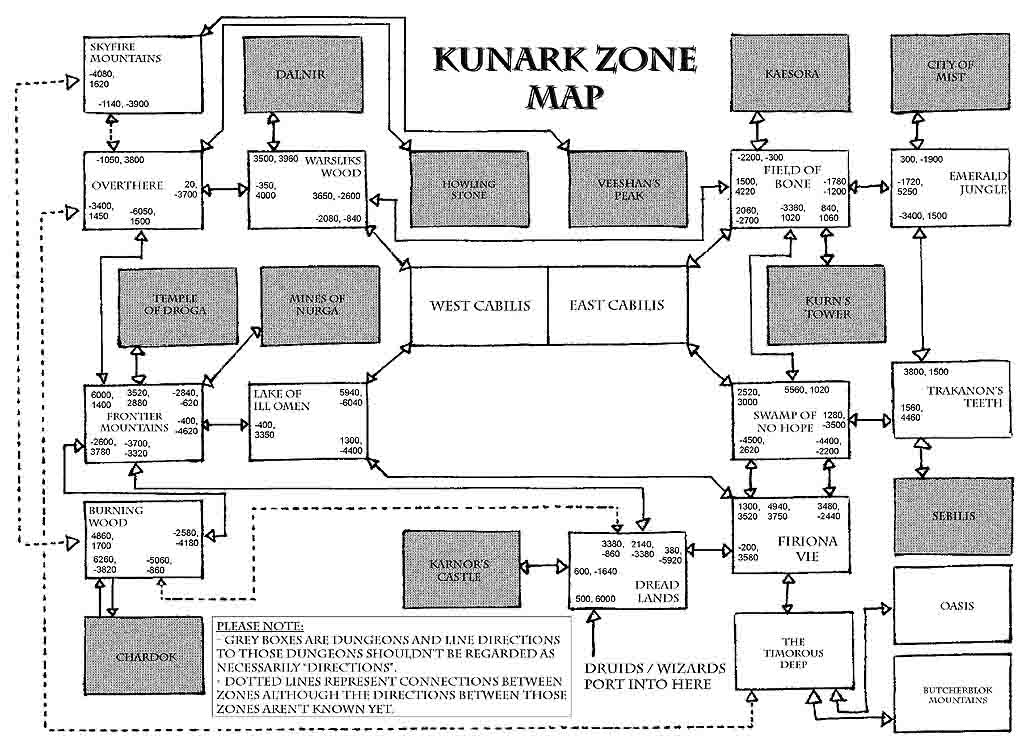 KUNARK ZONE
MAP
SKYFIRE
MOUNTAINS
-4080,
1620
-1140, -3900
DALNIR
KAESORA
CITY OF
MIST
-1050, 3800
OVERTHERE
20,
-3700
-3400,
1450
-6050,
1500
3500, 3960
WARSLIKS
WOOD
-350,
4000
3650, -2600
-2080, -840
HOWLING
STONE
VEESHAN'S
PEAK
-2200, -300
FIELD OF
BONE
1500,
4220
-1780
-1200
2060,
-2700
-3380,
1020
840,
1060
300, -1900
-1720,
5250
EMERALD
JUNGLE
-3400, 1500
TEMPLE
OF DROGA
MINES OF
NURGA
WEST CABILIS
EAST CABILIS
KURN'S
TOWER
6000,
1400
3520,
2880
-2840,
-620
FRONTIER
MOUNTAINS
-400,
-4620
-2600,
3780
-3700,
-3320
LAKE OF
ILL OMEN
5940,
-6040
-400,
3350
1300,
-4400
2520,
3000
5560, 1020
SWAMP OF
NO HOPE
1280,
-3500
-4500,
2620
-4400,
-2200
3800, 1500
TRAKANON'S
TEETH
1560,
4460
BURNING
WOOD
4860,
1700
-2580,
-4180
6260,
-3820
-5060,
-860
KARNOR'S
CASTLE
3380,
-860
2140,
-3380
380,
-5920
600, -1640
DREAD
LANDS
500, 6000
1300,
3520
4940,
3750
3480,
-2440
-200,
3580
FIRIONA
VIE
SEBILIS
CHARDOK
PLEASE NOTE:
- GREY BOXES ARE DUNGEONS AND LINE DIRECTIONS
TO THOSE DUNGEONS SHOULDN'T BE REGARDED AS
NECESSARILY "DIRECTIONS".
- DOTTED LINES REPRESENT CONNECTIONS BETWEEN
ZONES ALTHOUGH THE DIRECTIONS BETWEEN THOSE
ZONES AREN'T KNOWN YET.
DRUIDS / WIZARDS
PORT INTO HERE
THE
TIMOROUS
DEEP
OASIS
BUTCHERBLOK
MOUNTAINS